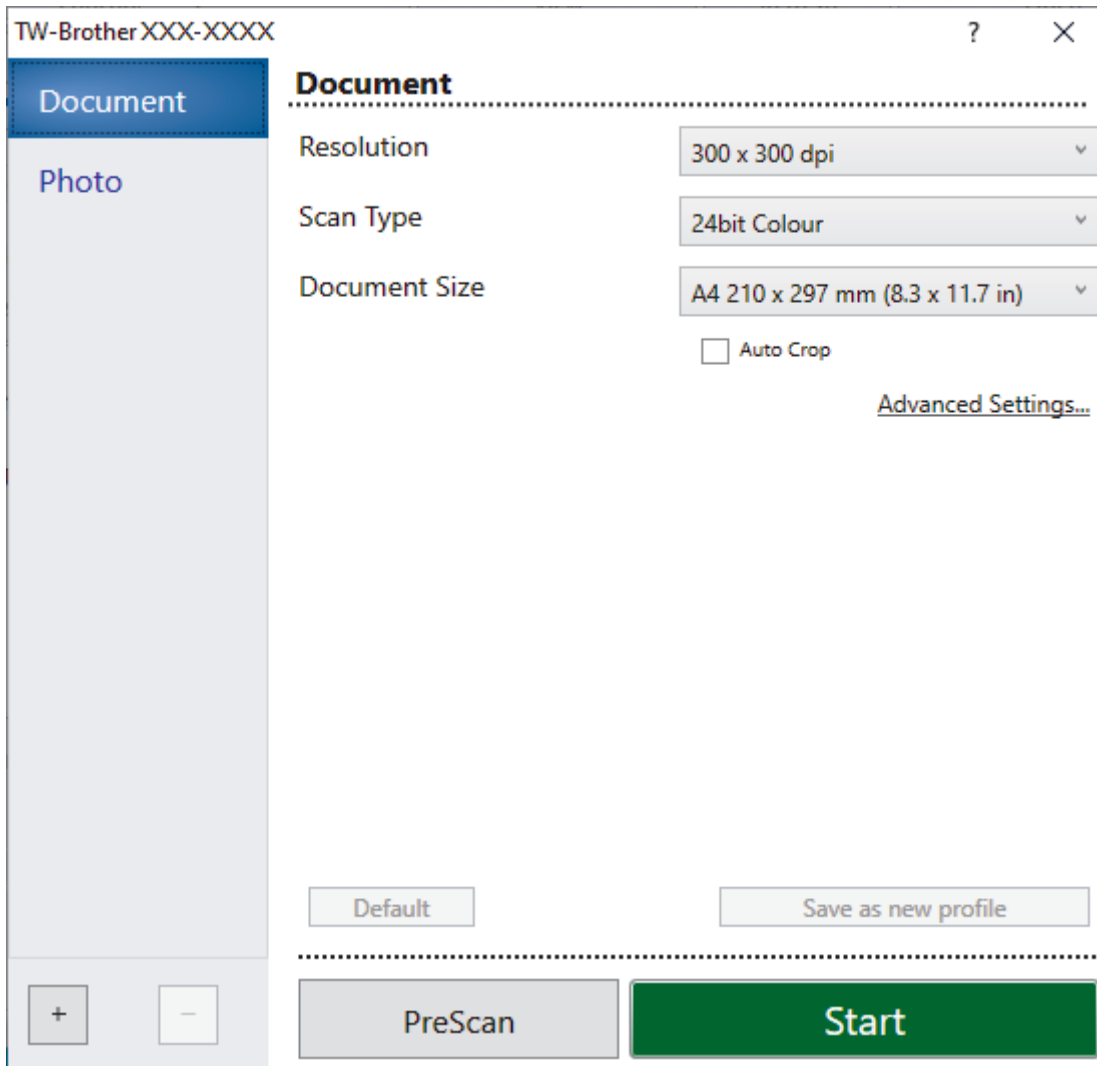 TW-Brother XXX-XXXX ?
Document
Photo
Document
Resolution 300 x 300 dpi
Scan Type 24bit Colour
Document Size A4 210 x 297 mm (8.3 x 11.7 in)
Auto Crop
Advanced Settings...
Default Save as new profile
+ − PreScan Start